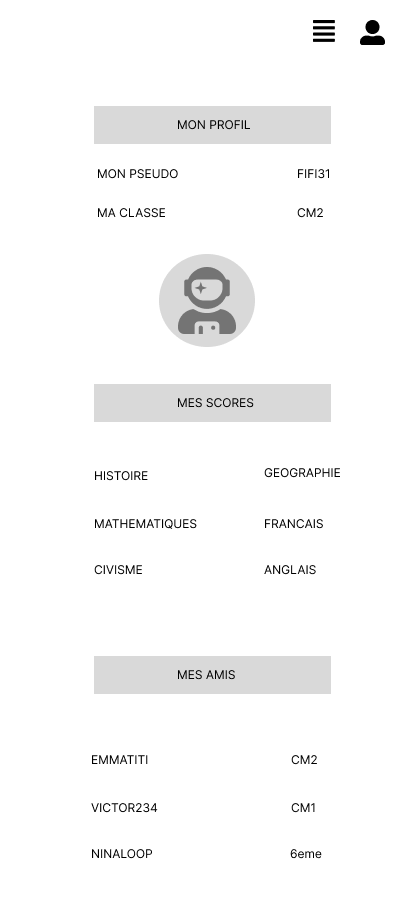 MON PROFIL
MON PSEUDO FIFI31
MA CLASSE CM2
MES SCORES
HISTOIRE GEOGRAPHIE
MATHEMATIQUES FRANCAIS
CIVISME ANGLAIS
MES AMIS
EMMATITI CM2
VICTOR234 CM1
NINALOOP 6eme